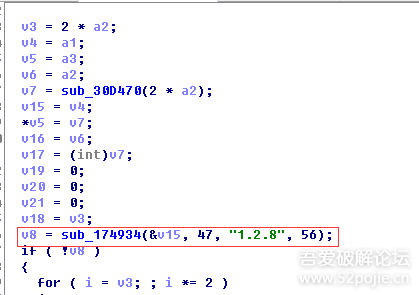 v3 = 2 * a2;
v4 = a1;
v5 = a3;
v6 = a2;
v7 = sub_30D470(2 * a2);
v15 = v4;
*v5 = v7;
v16 = v6;
v17 = (int)v7;
v19 = 0;
v20 = 0;
v21 = 0;
v18 = v3;
v8 = sub_174934(&v15, 47, "1.2.8", 56);
if ( !v8 )
{
for ( i = v3; ; i *= 2 )
吾爱破解论坛
www.52pojie.cn